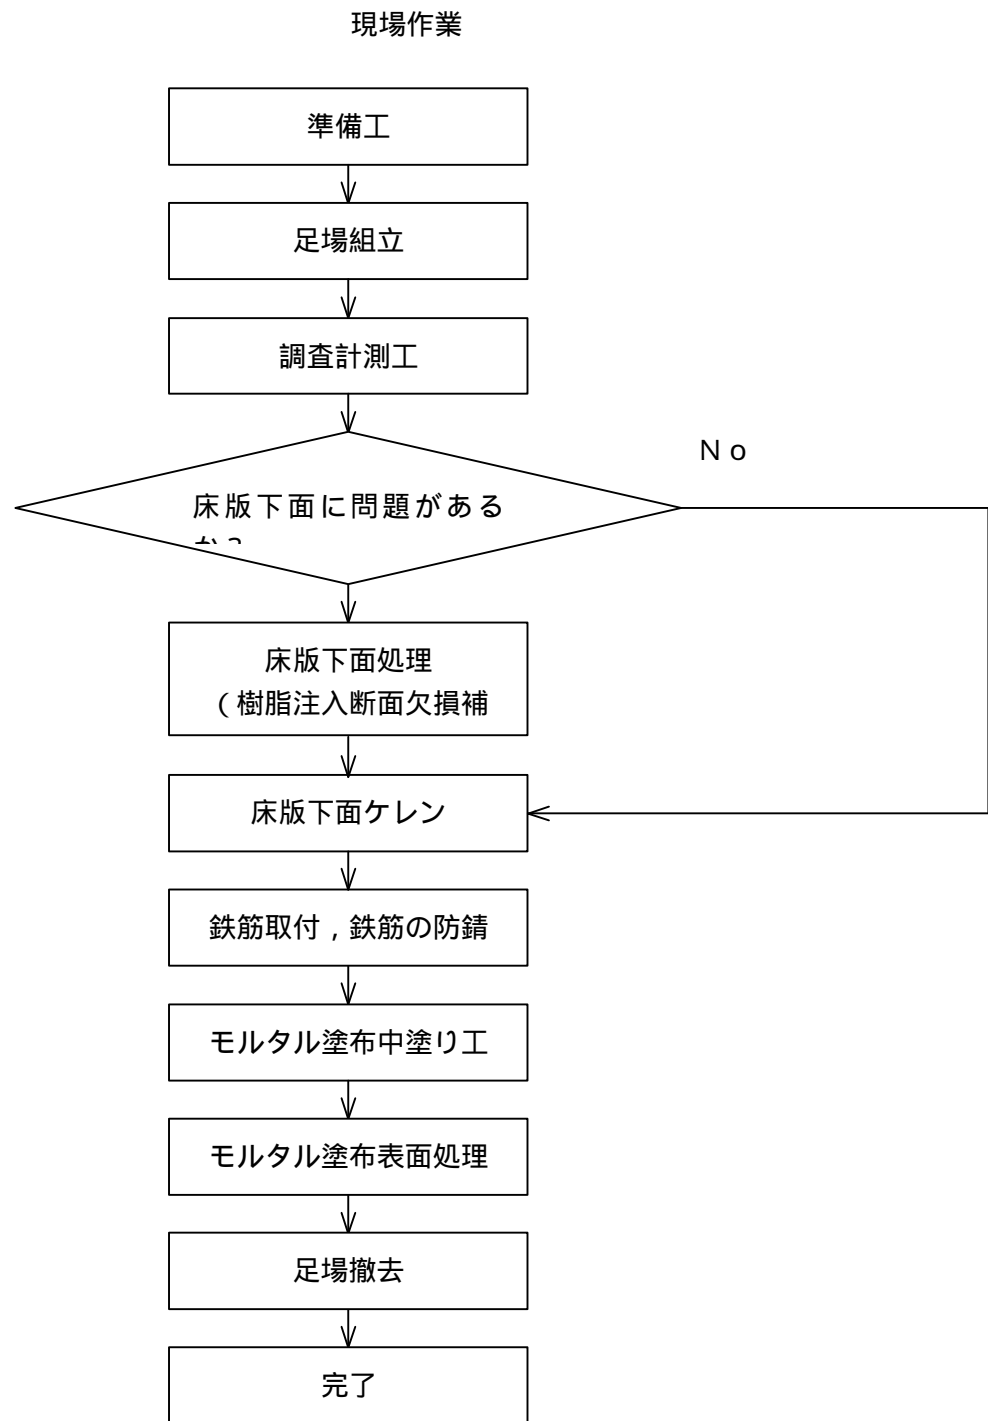 現場作業
準備工
足場組立
調査計測工
No
床版下面に問題がある
床版下面処理
（樹脂注入断面欠損補
床版下面ケレン
鉄筋取付，鉄筋の防錆
モルタル塗布中塗り工
モルタル塗布表面処理
足場撤去
完了